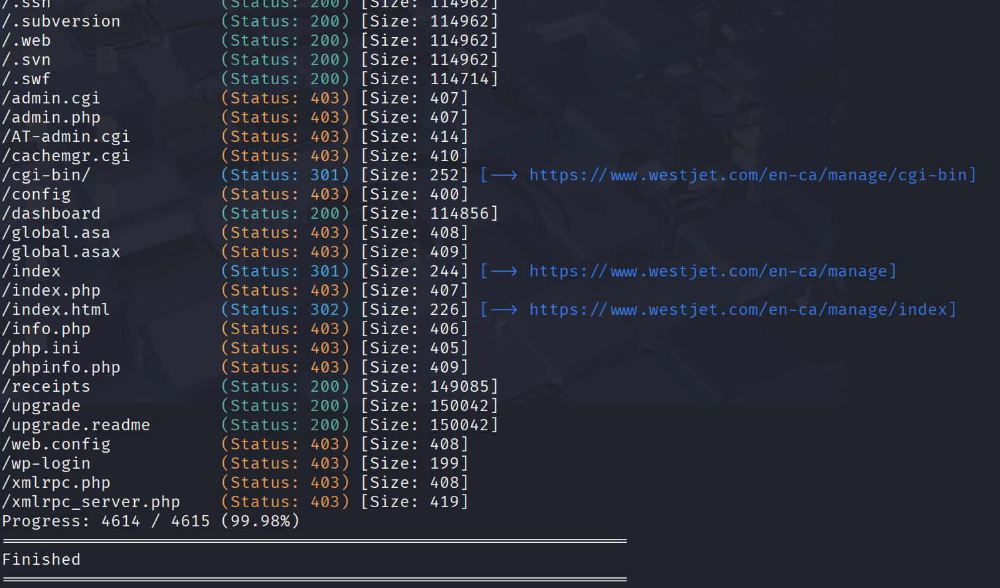 /.ssh (Status: 200) [Size: 114962]
/.subversion (Status: 200) [Size: 114962]
/.web (Status: 200) [Size: 114962]
/.svn (Status: 200) [Size: 114962]
/.swf (Status: 200) [Size: 114714]
/admin.cgi (Status: 403) [Size: 407]
/admin.php (Status: 403) [Size: 407]
/AT-admin.cgi (Status: 403) [Size: 414]
/cachemgr.cgi (Status: 403) [Size: 410]
/cgi-bin/ (Status: 301) [Size: 252] [--> https://www.westjet.com/en-ca/manage/cgi-bin]
/config (Status: 403) [Size: 400]
/dashboard (Status: 200) [Size: 114856]
/global.asa (Status: 403) [Size: 408]
/global.asax (Status: 403) [Size: 409]
/index (Status: 301) [Size: 244] [--> https://www.westjet.com/en-ca/manage]
/index.php (Status: 403) [Size: 407]
/index.html (Status: 302) [Size: 226] [--> https://www.westjet.com/en-ca/manage/index]
/info.php (Status: 403) [Size: 406]
/php.ini (Status: 403) [Size: 405]
/phpinfo.php (Status: 403) [Size: 409]
/receipts (Status: 200) [Size: 149085]
/upgrade (Status: 200) [Size: 150042]
/upgrade.readme (Status: 200) [Size: 150042]
/web.config (Status: 403) [Size: 408]
/wp-login (Status: 403) [Size: 199]
/xmlrpc.php (Status: 403) [Size: 408]
/xmlrpc_server.php (Status: 403) [Size: 419]
Progress: 4614 / 4615 (99.98%)
===============================================================
Finished
===============================================================